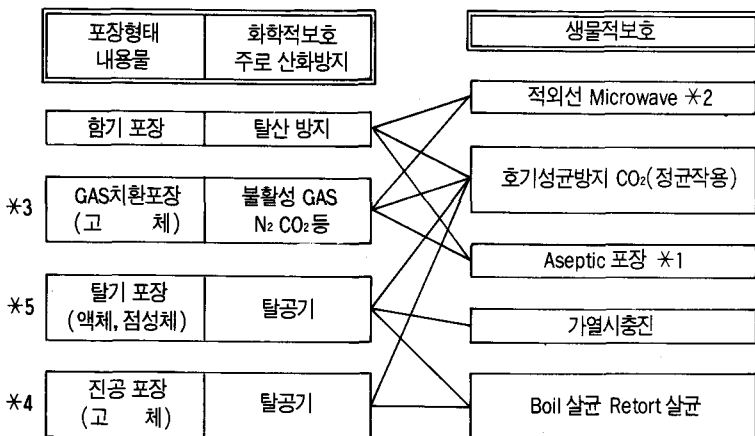 포장형태
내용물
화학적보호
주로 산화방지
생물적보호
함기 포장
탈산 방지
적외선 Microwave ＊2
＊3
GAS치환포장
(고 체)
불활성 GAS
N₂ CO₂등
호기성균방지 CO₂(정균작용)
Aseptic 포장 ＊1
＊5
탈기 포장
(액체, 점성체)
탈공기
가열시충진
＊4
진공 포장
(고 체)
탈공기
Boil 살균 Retort 살균